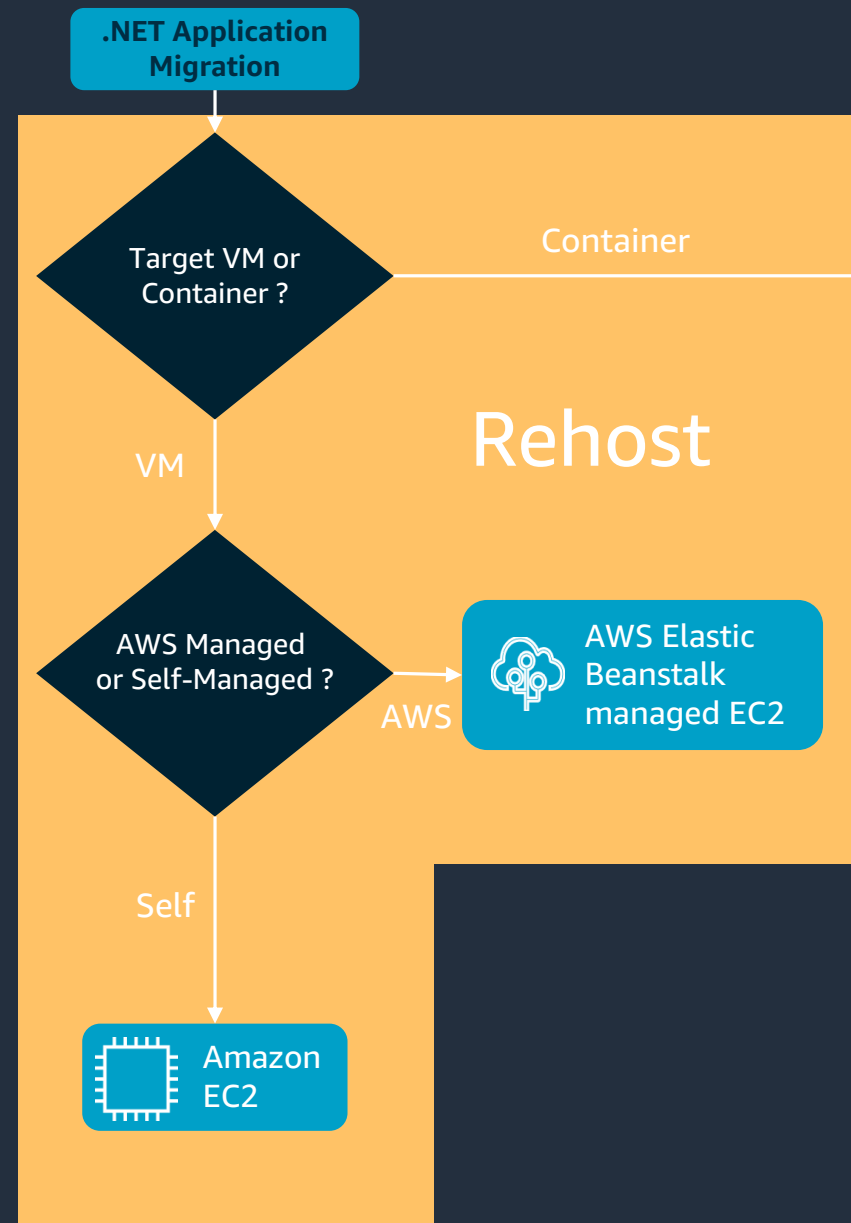 .NET Application
Migration
Target VM or
Container ?
Container
Rehost
VM
AWS Managed
or Self-Managed ?
AWS
AWS Elastic
Beanstalk
managed EC2
Self
Amazon
EC2